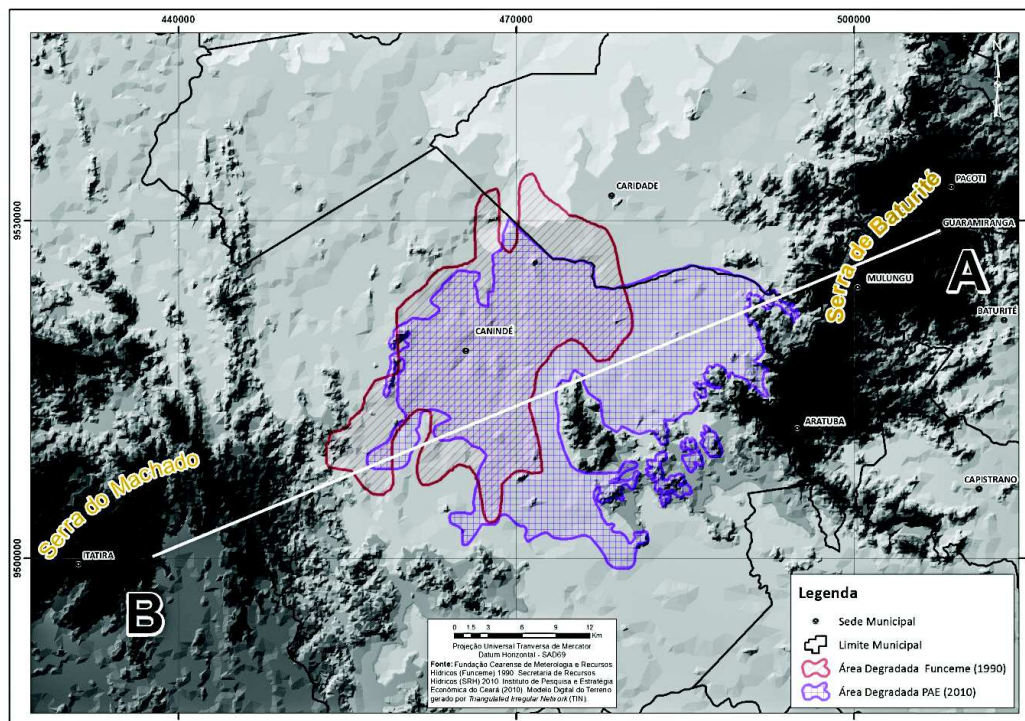 440000
470000
500000
N
9530000
9500000
CARIDADE
PACOTI
GUARAMIRANGA
Serra de Baturité
A
MULUNGU
BATURITÉ
CANINDÉ
ARATUBA
CAPISTRANO
Serra do Machado
ITATIRA
B
0 1,5 3 6 9 12
Km
Projeção Universal Tranversa de Mercator
Datum Horizontal - SAD69
Fonte: Fundação Cearense de Meterologia e Recursos
Hídricos (Funceme) 1990. Secretaria de Recursos
Hídricos (SRH) 2010. Instituto de Pesquisa e Estratégia
Econômica do Ceará (2010). Modelo Digital do Terreno
gerado por Triangulated Irregular Network (TIN).
Legenda
Sede Municipal
Limite Municipal
Área Degradada Funceme (1990)
Área Degradada PAE (2010)